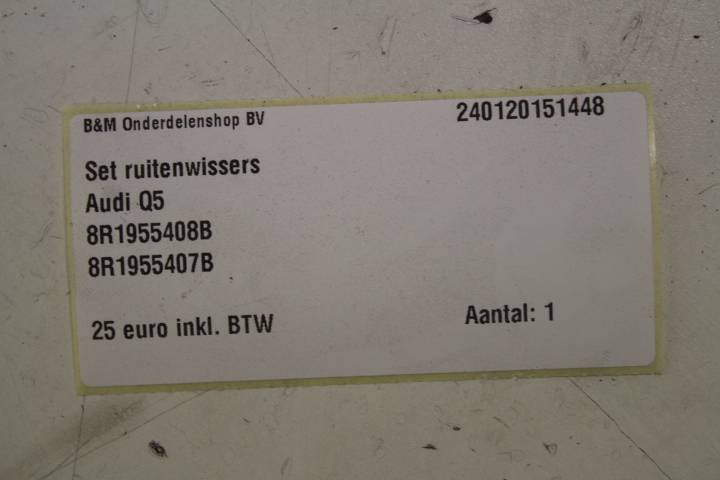 B&M Onderdelenshop BV
240120151448
Set ruitenwissers
Audi Q5
8R1955408B
8R1955407B
25 euro inkl. BTW
Aantal: 1